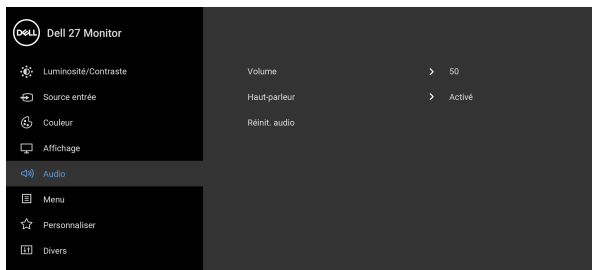 DELL Dell 27 Monitor
Luminosité/Contraste
Source entrée
Couleur
Affichage
Audio
Menu
Personnaliser
Divers
Volume > 50
Haut-parleur > Activé
Réinit. audio